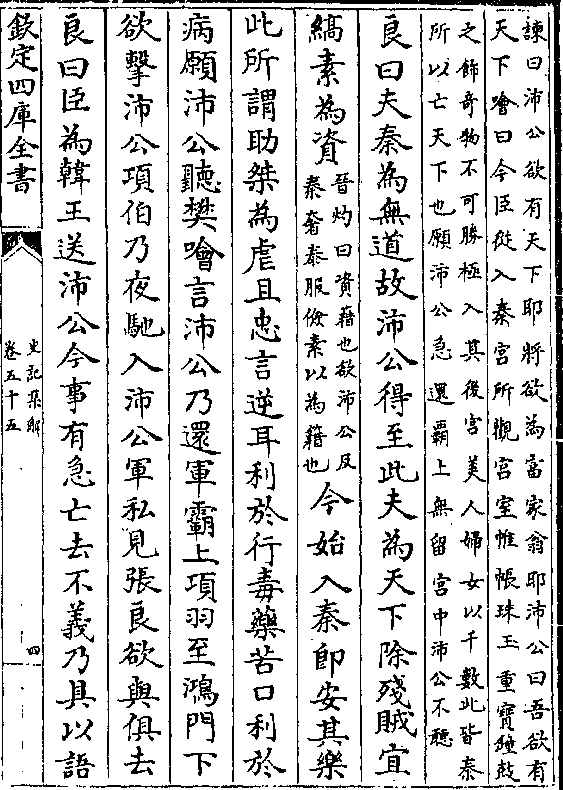 諫曰沛公欲有天下耶將欲為富家翁耶沛公曰吾欲有
天下噲曰今臣從入秦宮所觀宮室帷帳珠玉重寶鐘鼓
之飾奇物不可勝極入其後宮美人婦女以千數此皆秦
所以亡天下也願沛公急還霸上無留宮中沛公不聽
良曰夫秦為無道故沛公得至此夫為天下除殘賊宜
縞素為資
晉灼曰資藉也欲沛公反
秦奢泰服儉素以為籍也
今始入秦即安其樂
此所謂助桀為虐且忠言逆耳利於行毒藥苦口利於
病願沛公聽樊噲言沛公乃還軍霸上項羽至鴻門下
欲擊沛公項伯乃夜馳入沛公軍私見張良欲與俱去
良曰臣為韓王送沛公今事有急亡去不義乃具以語
欽定四庫全書
史記集解
卷五十五
四